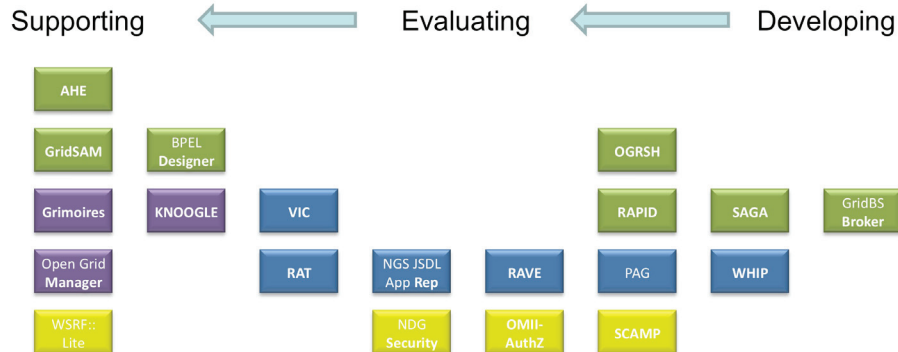 Supporting Evaluating Developing
AHE
GridSAM BPEL OGRSH
Designer
Grimoires KNOOGLE VIC RAPID SAGA GridBS
Broker
Open Grid RAT NGS JSDL RAVE PAG WHIP
Manager App Rep
WSRF:: NDG OMII- SCAMP
Lite Security AuthZ